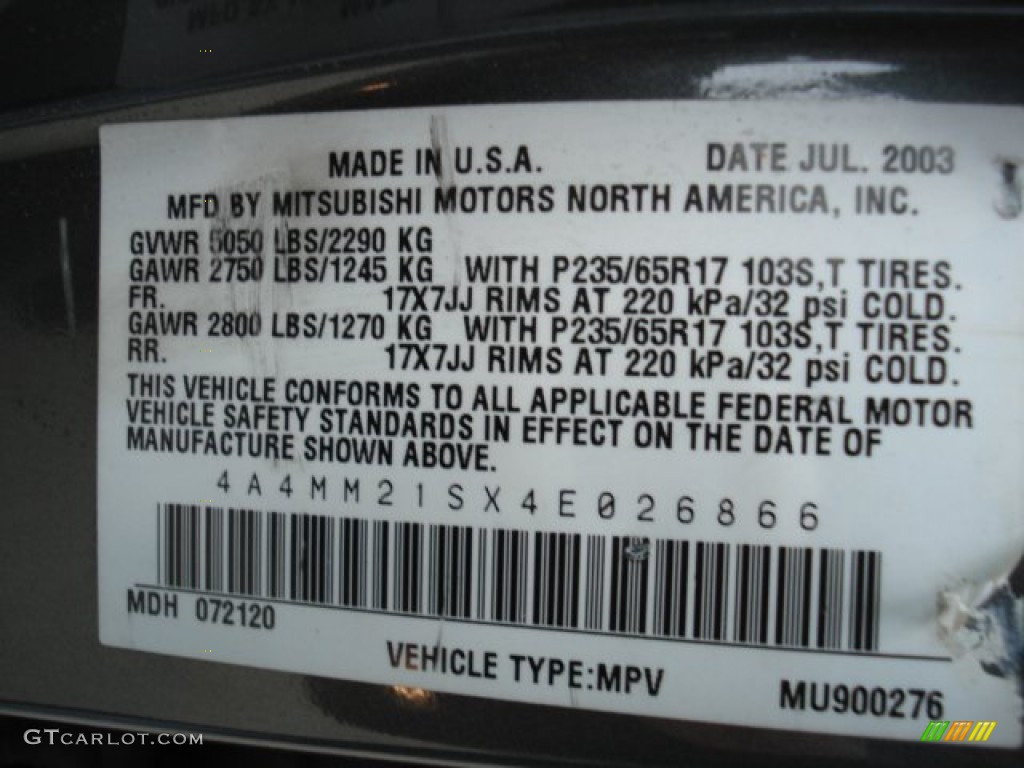 MADE IN U.S.A. DATE JUL. 2003
MFD BY MITSUBISHI MOTORS NORTH AMERICA, INC.
GVWR 5050 LBS/2290 KG
GAWR 2750 LBS/1245 KG WITH P235/65R17 103S,T TIRES.
FR. 17X7JJ RIMS AT 220 kPa/32 psi COLD.
GAWR 2800 LBS/1270 KG WITH P235/65R17 103S,T TIRES.
RR. 17X7JJ RIMS AT 220 kPa/32 psi COLD.
THIS VEHICLE CONFORMS TO ALL APPLICABLE FEDERAL MOTOR
VEHICLE SAFETY STANDARDS IN EFFECT ON THE DATE OF
MANUFACTURE SHOWN ABOVE.
4A4MM21SX4E026866
MDH 072120
VEHICLE TYPE:MPV
MU900276
GTCARLOT.COM